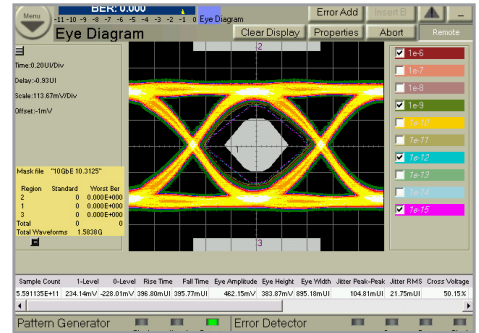 BER: 0.000
Menu
-11 -10 -9 -8 -7 -6 -5 -4 -3 -2 -1 0 Eye Diagram
Error Add
Insert B
Eye Diagram
Clear Display
Properties
Abort
Remote
Time:0.20UI/Div
Delay:-0.93UI
Scale:113.67mV/Div
Offset:-1mV
2
1
3
1e-6
1e-7
1e-8
1e-9
1e-10
1e-11
1e-12
1e-13
1e-14
1e-15
Mask file "10GbE 10.3125"
Region Standard Worst Ber
2 0 0.000E+000
1 0 0.000E+000
3 0 0.000E+000
Total 0 0
Total Waveforms 1.5838G
Sample Count 1-Level 0-Level Rise Time Fall Time Eye Amplitude Eye Height Eye Width Jitter Peak-Peak Jitter RMS Cross Voltage
5.591135E+11 234.14mV -228.01mV 396.80mUI 395.77mUI 462.15mV 383.87mV 895.18mUI 104.81mUI 21.75mUI 50.15%
Pattern Generator
Error Detector